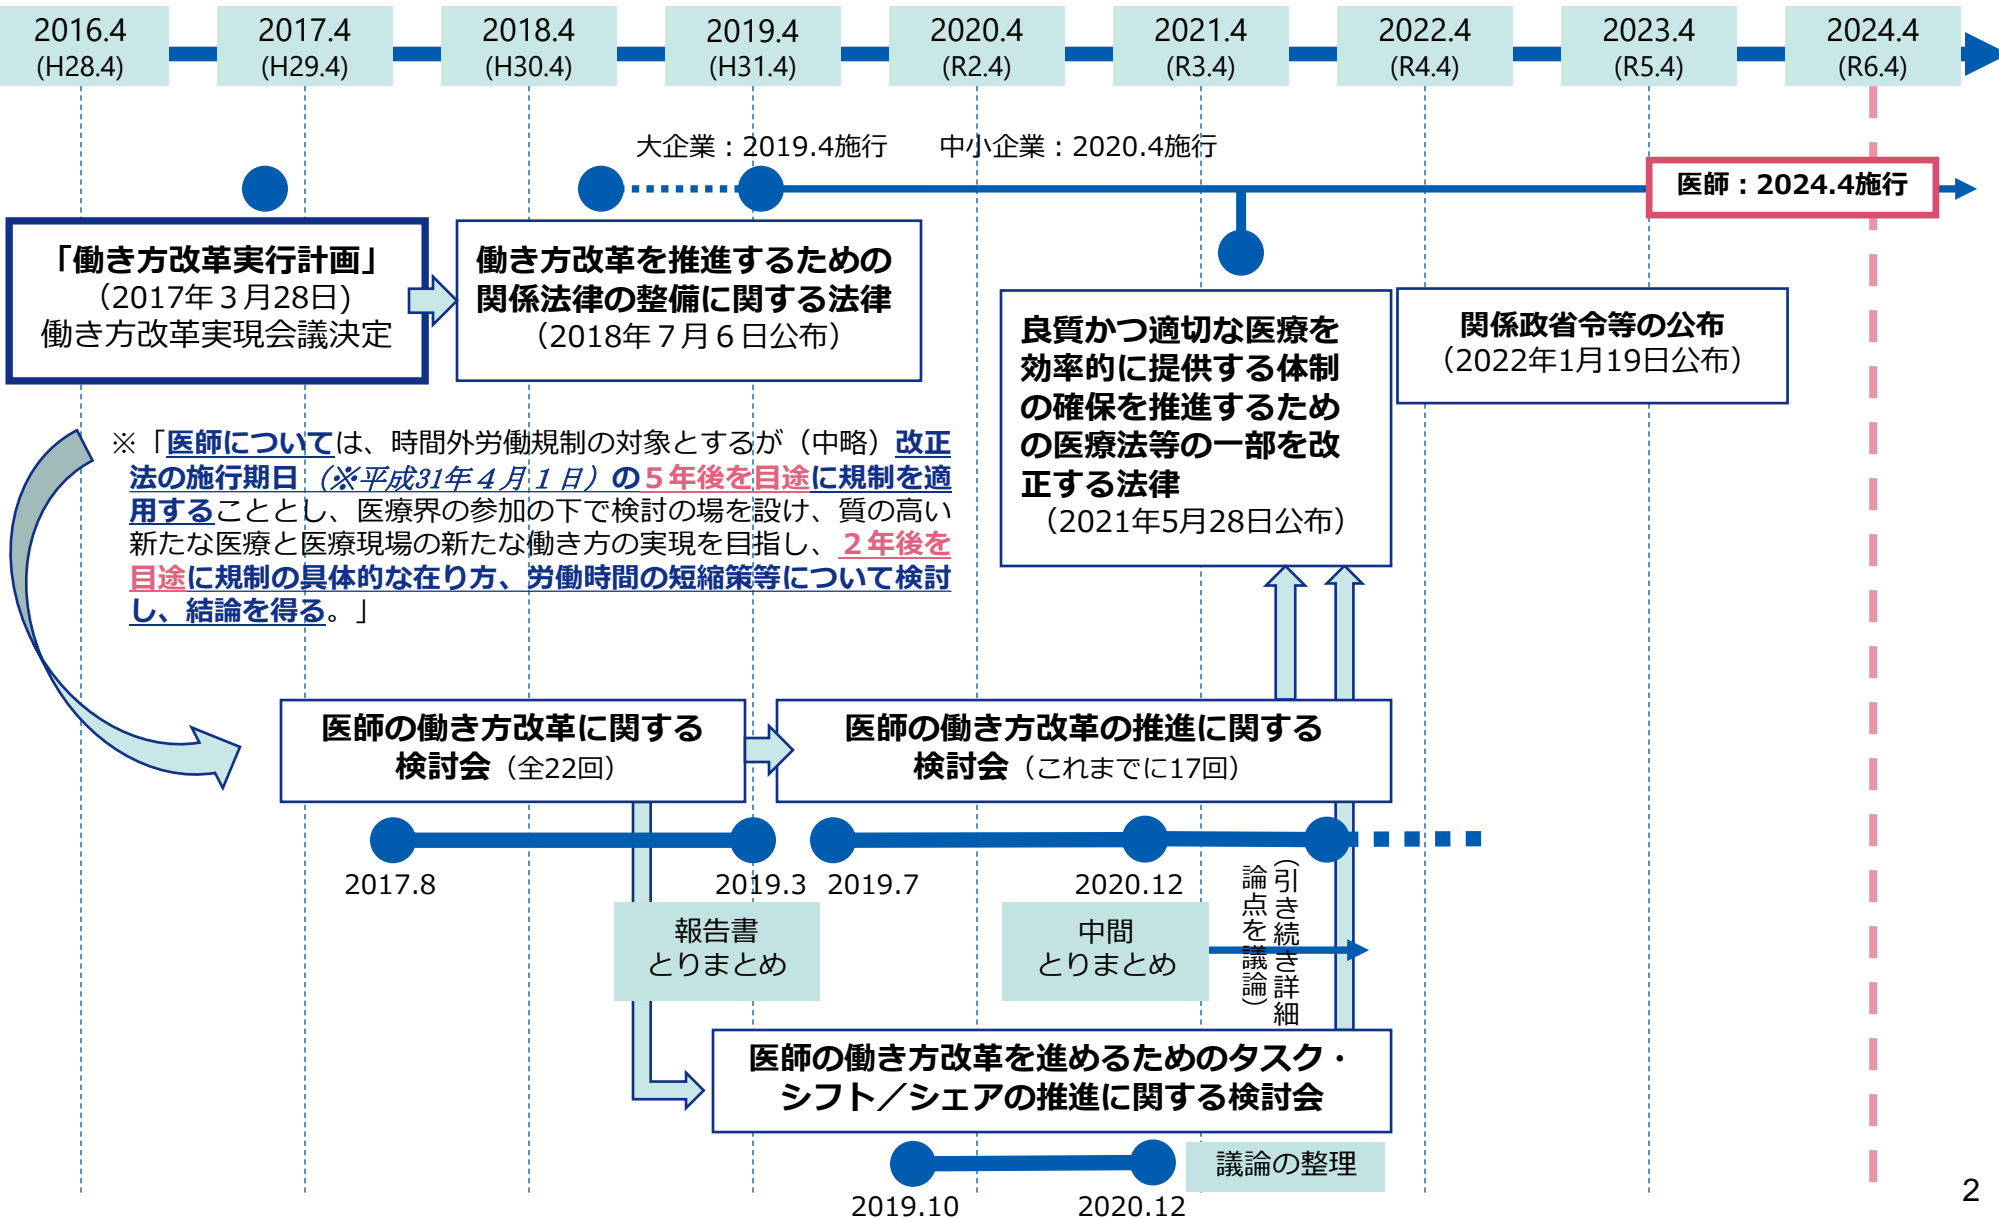 2016.4
(H28.4)
2017.4
(H29.4)
2018.4
(H30.4)
2019.4
(H31.4)
2020.4
(R2.4)
2021.4
(R3.4)
2022.4
(R4.4)
2023.4
(R5.4)
2024.4
(R6.4)
大企業：2019.4施行
中小企業：2020.4施行
医師：2024.4施行
「働き方改革実行計画」
（2017年３月28日)
働き方改革実現会議決定
働き方改革を推進するための
関係法律の整備に関する法律
（2018年７月６日公布）
良質かつ適切な医療を
効率的に提供する体制
の確保を推進するため
の医療法等の一部を改
正する法律
（2021年5月28日公布）
関係政省令等の公布
（2022年1月19日公布）
※「医師については、時間外労働規制の対象とするが（中略）改正
法の施行期日（※平成31年４月１日）の５年後を目途に規制を適
用することとし、医療界の参加の下で検討の場を設け、質の高い
新たな医療と医療現場の新たな働き方の実現を目指し、２年後を
目途に規制の具体的な在り方、労働時間の短縮策等について検討
し、結論を得る。」
医師の働き方改革に関する
検討会（全22回）
医師の働き方改革の推進に関する
検討会（これまでに17回）
2017.8
2019.3
2019.7
2020.12
報告書
とりまとめ
中間
とりまとめ
（引き続き詳細
論点を議論）
医師の働き方改革を進めるためのタスク・
シフト／シェアの推進に関する検討会
2019.10
2020.12
議論の整理
2